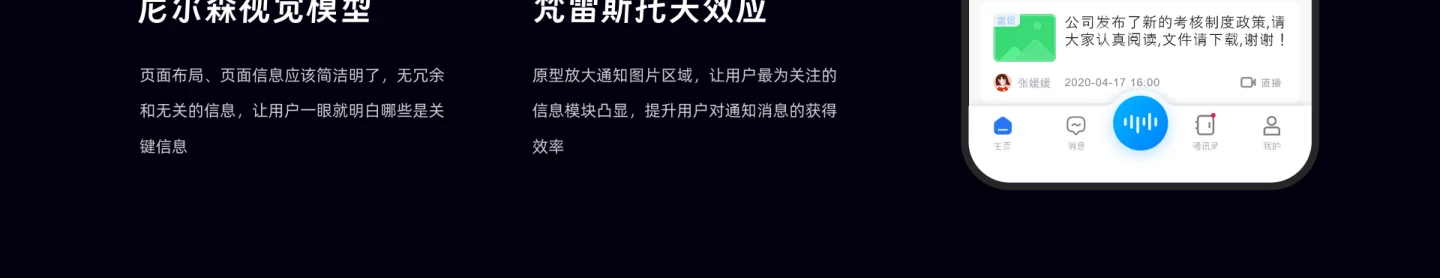 尼尔森视觉模型
页面布局、页面信息应该简洁明了，无冗余
和无关的信息，让用户一眼就明白哪些是关
键信息
梵雷斯托夫效应
原型放大通知图片区域，让用户最为关注的
信息模块凸显，提升用户对通知消息的获得
效率
富信
公司发布了新的考核制度政策,请
大家认真阅读,文件请下载,谢谢！
张媛媛 2020-04-17 16:00 直播
主页 消息 通讯录 我的